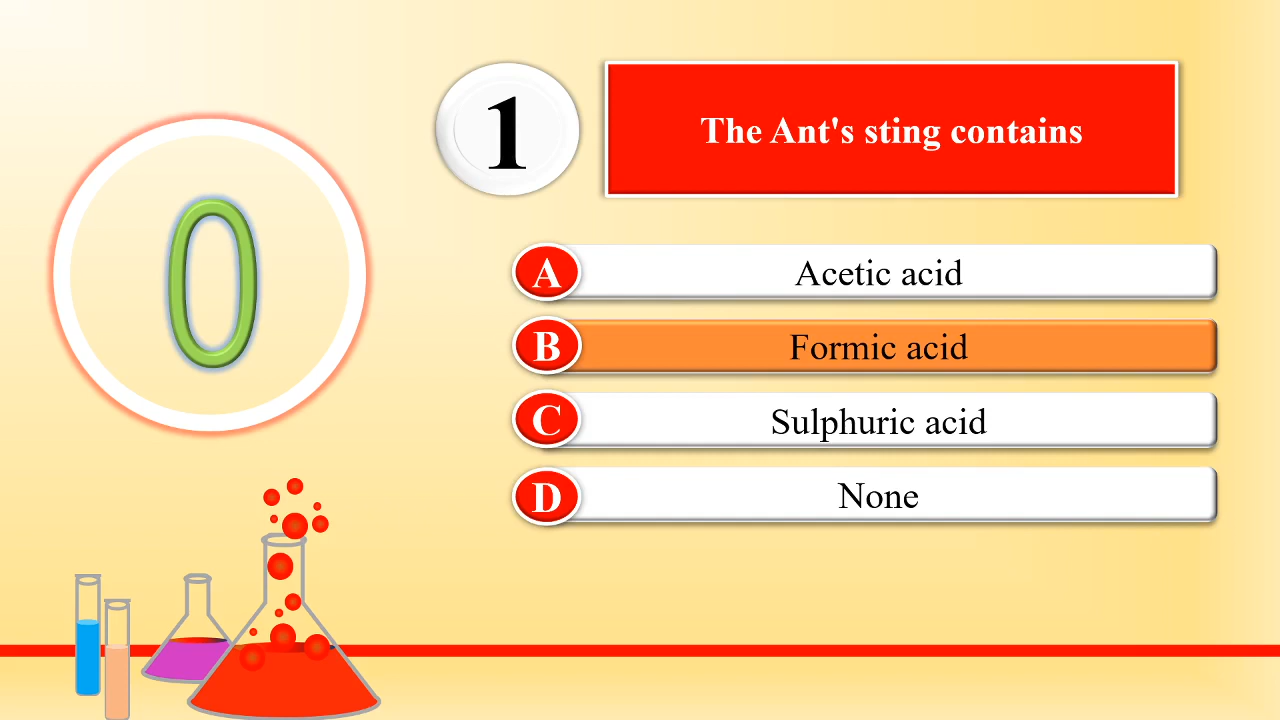 1
The Ant's sting contains
0
A
Acetic acid
B
Formic acid
C
Sulphuric acid
D
None